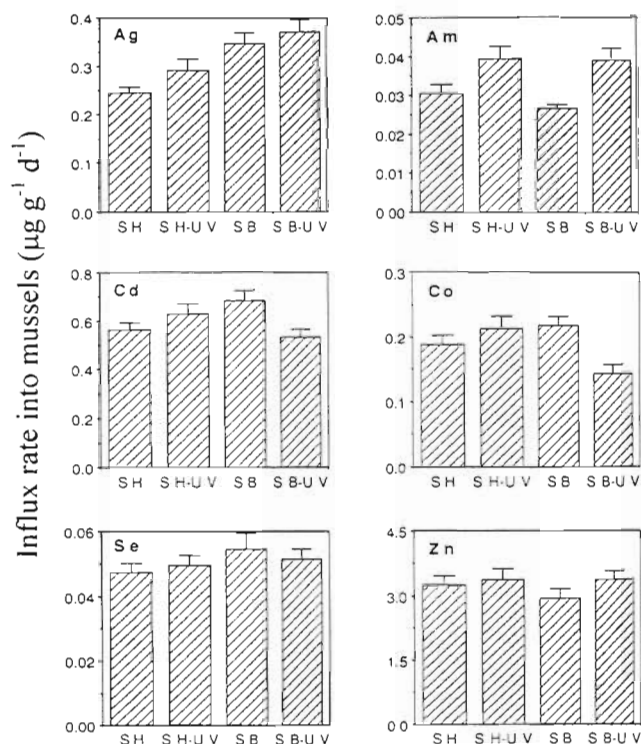 Influx rate into mussels (µg g⁻¹ d⁻¹)
Ag
0.4
0.3
0.2
0.1
0.0
SH SH-UV SB SB-UV
Am
0.05
0.04
0.03
0.02
0.01
0.00
SH SH-UV SB SB-UV
Cd
0.8
0.6
0.4
0.2
0.0
SH SH-UV SB SB-UV
Co
0.3
0.2
0.1
0.0
SH SH-UV SB SB-UV
Se
0.06
0.04
0.02
0.00
SH SH-UV SB SB-UV
Zn
4.5
3.0
1.5
0.0
SH SH-UV SB SB-UV